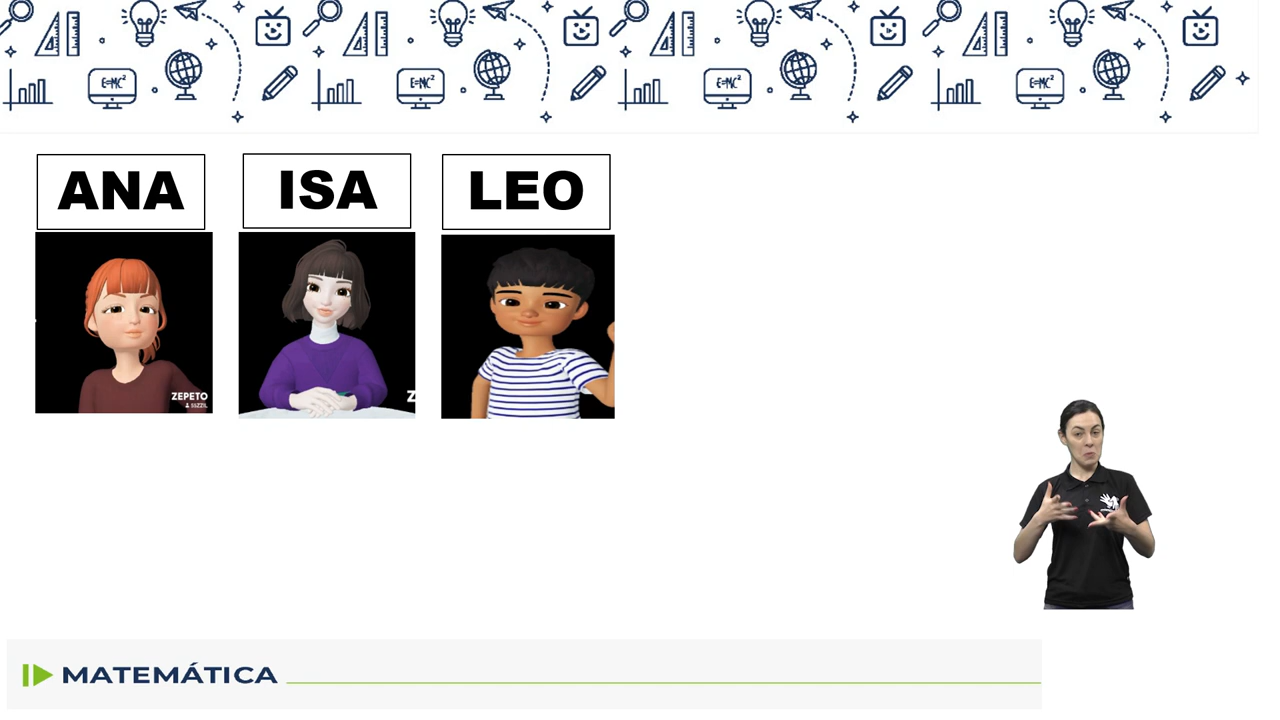 E=MC²
E=MC²
E=MC²
E=MC²
ANA
ISA
LEO
ZEPETO
Z
MATEMÁTICA